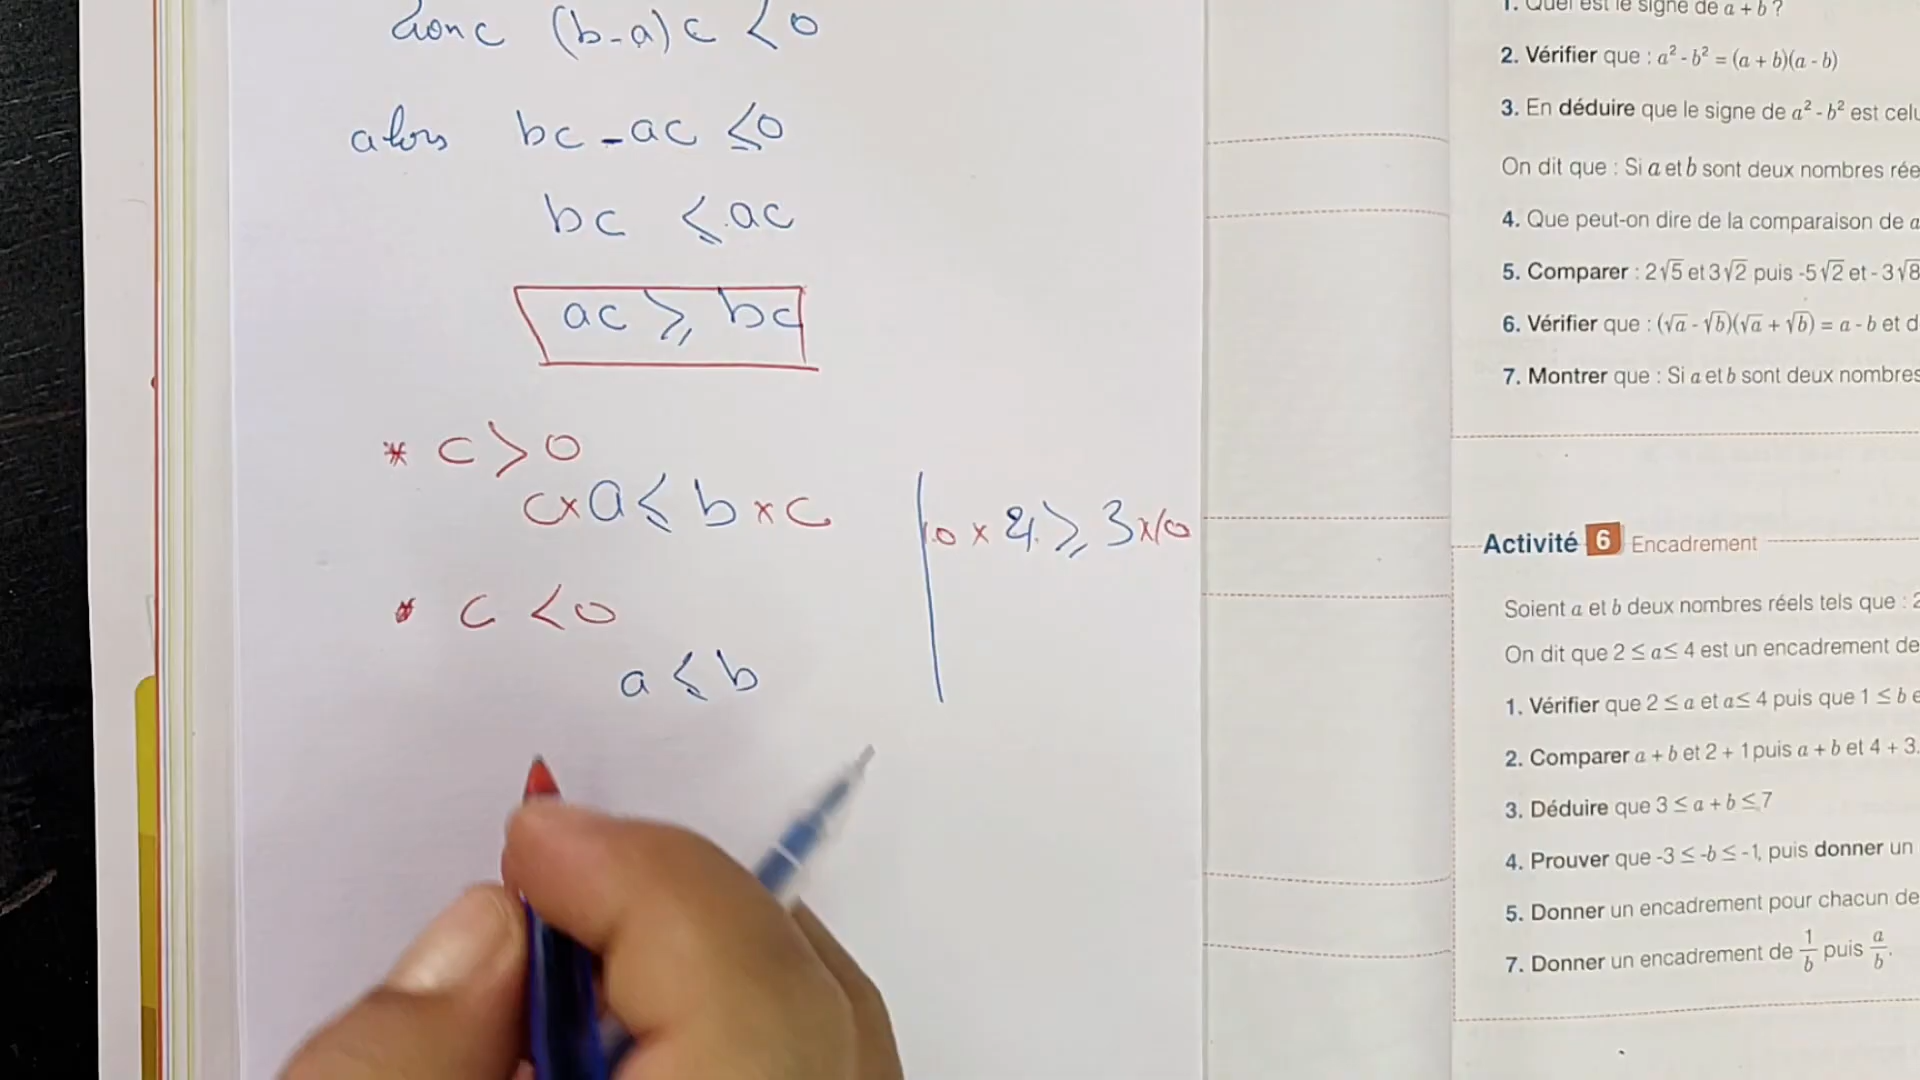 donc (b-a)c < 0
alors bc - ac ≤ 0
bc ≤ ac
ac ≥ bc
* c > 0
c x a ≤ b x c
10 x 4 ≥ 3 x 10
* c < 0
a ≤ b
1. Quel est le signe de a + b ?
2. Vérifier que : a² - b² = (a + b)(a - b)
3. En déduire que le signe de a² - b² est
On dit que : Si a et b sont deux nombres
4. Que peut-on dire de la comparaison de a
5. Comparer : 2√5 et 3√2 puis -5√2 et - 3√8
6. Vérifier que : (√a - √b)(√a + √b) = a - b et
7. Montrer que : Si a et b sont deux nombres
Activité 6 Encadrement
Soient a et b deux nombres réels tels que : 2
On dit que 2 ≤ a ≤ 4 est un encadrement de
1. Vérifier que 2 ≤ a et a ≤ 4 puis que 1 ≤ b
2. Comparer a + b et 2 + 1 puis a + b et 4 + 3.
3. Déduire que 3 ≤ a + b ≤ 7
4. Prouver que -3 ≤ -b ≤ -1, puis donner un
5. Donner un encadrement pour chacun de
7. Donner un encadrement de 1/b puis a/b.